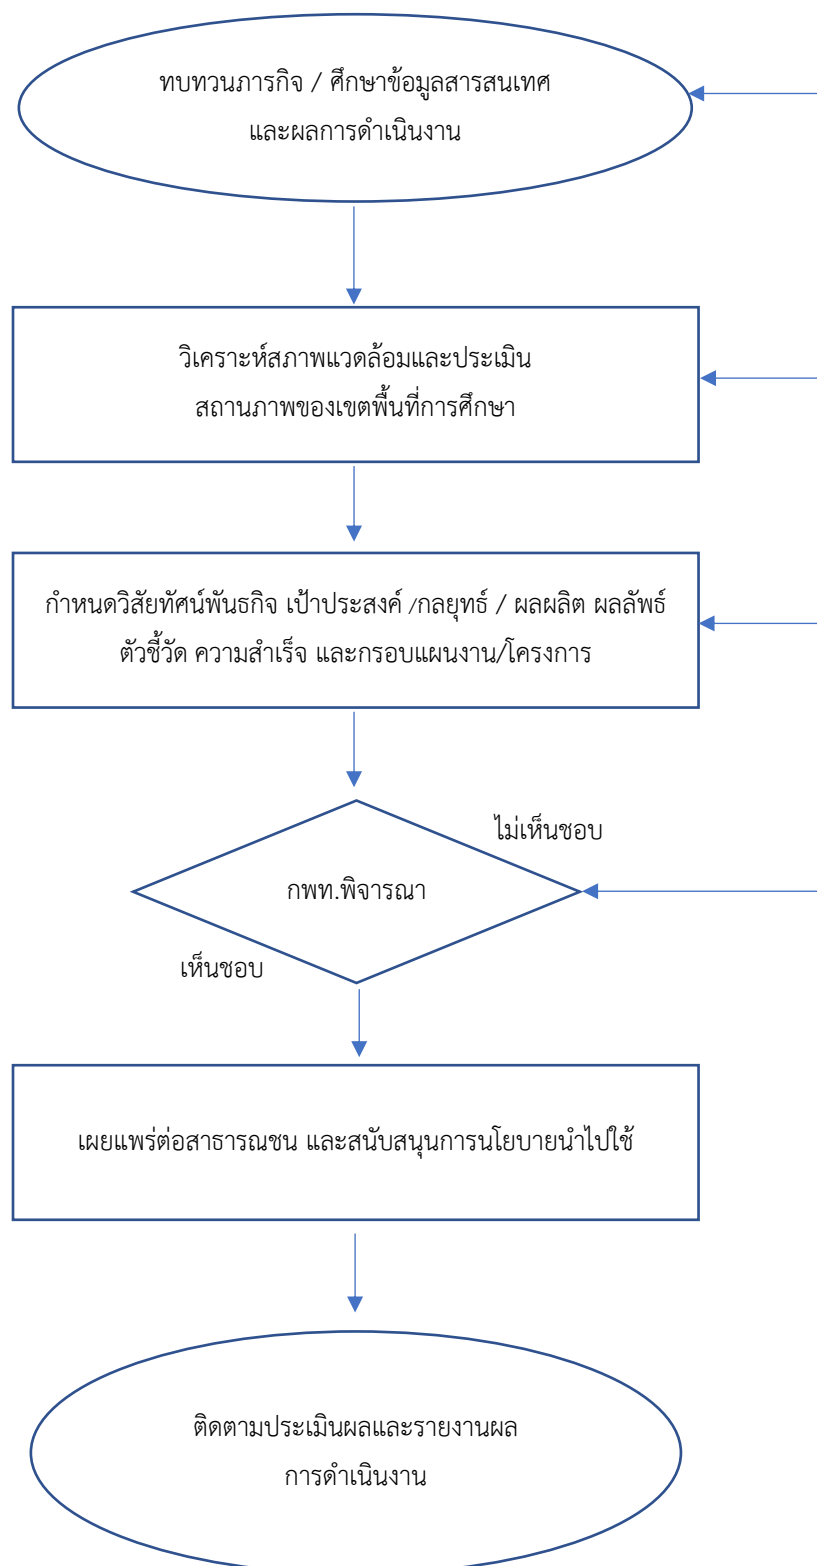 ทบทวนภารกิจ / ศึกษาข้อมูลสารสนเทศ
และผลการดำเนินงาน
วิเคราะห์สภาพแวดล้อมและประเมิน
สถานภาพของเขตพื้นที่การศึกษา
กำหนดวิสัยทัศน์พันธกิจ เป้าประสงค์ /กลยุทธ์ / ผลผลิต ผลลัพธ์
ตัวชี้วัด ความสำเร็จ และกรอบแผนงาน/โครงการ
ไม่เห็นชอบ
กพท.พิจารณา
เห็นชอบ
เผยแพร่ต่อสาธารณชน และสนับสนุนการนโยบายนำไปใช้
ติดตามประเมินผลและรายงานผล
การดำเนินงาน